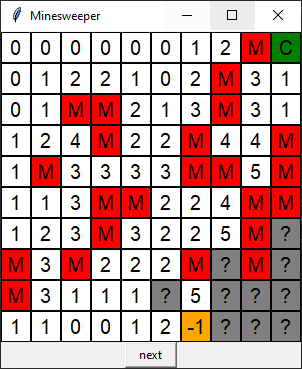 Minesweeper
0 0 0 0 0 0 1 2 M C
0 1 2 2 1 0 2 M 3 1
0 1 M M 2 1 3 M 3 1
1 2 4 M 2 2 M 4 4 M
1 M 3 3 3 3 M M 5 M
1 1 3 M M 2 2 4 M M
1 2 3 M 3 2 2 5 M ?
M 3 M 2 2 2 M ? M ?
M 3 1 1 1 ? 5 ? ? ?
1 1 0 0 1 2 -1 ? ? ?
next